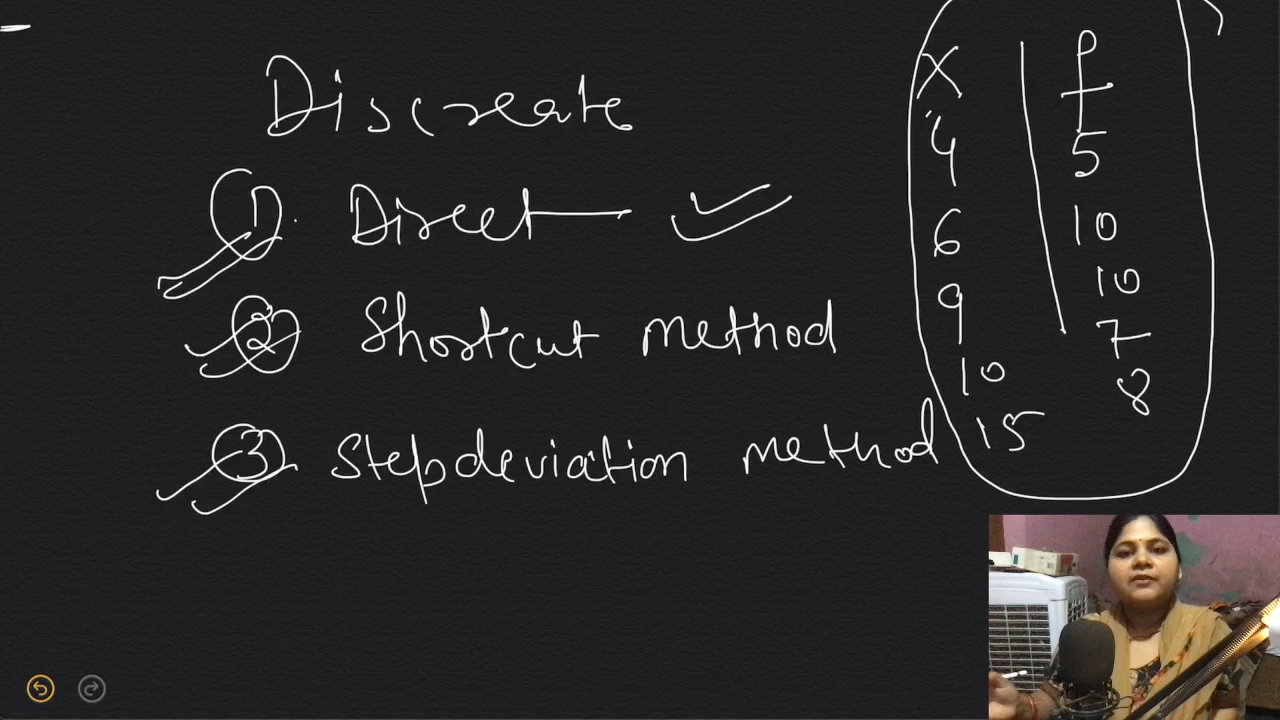 Discreate
① Direct
② Shortcut method
③ Stepdeviation method
X f
4 5
6 10
9 10
10 7
15 8